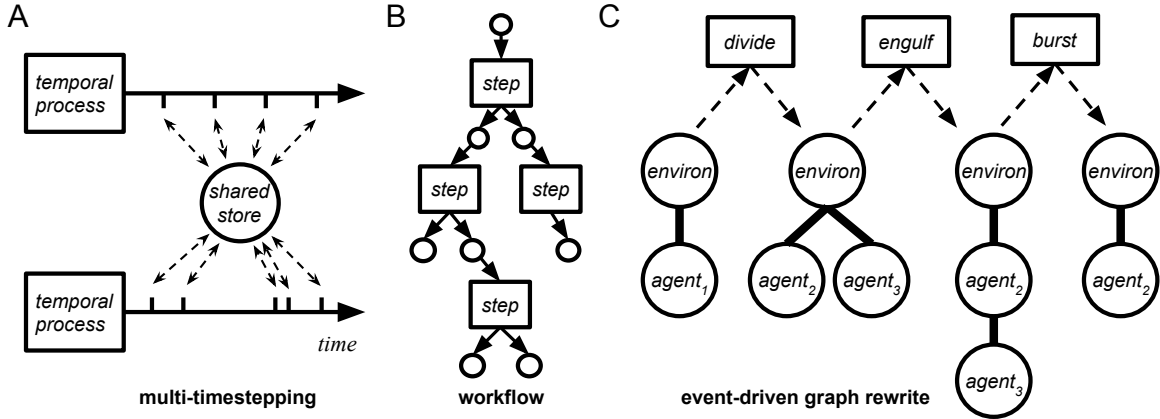 A
temporal
process
shared
store
temporal
process
time
multi-timestepping
B
step
step
step
step
workflow
C
divide
engulf
burst
environ
environ
environ
environ
agent1
agent2
agent3
agent2
agent2
agent3
event-driven graph rewrite